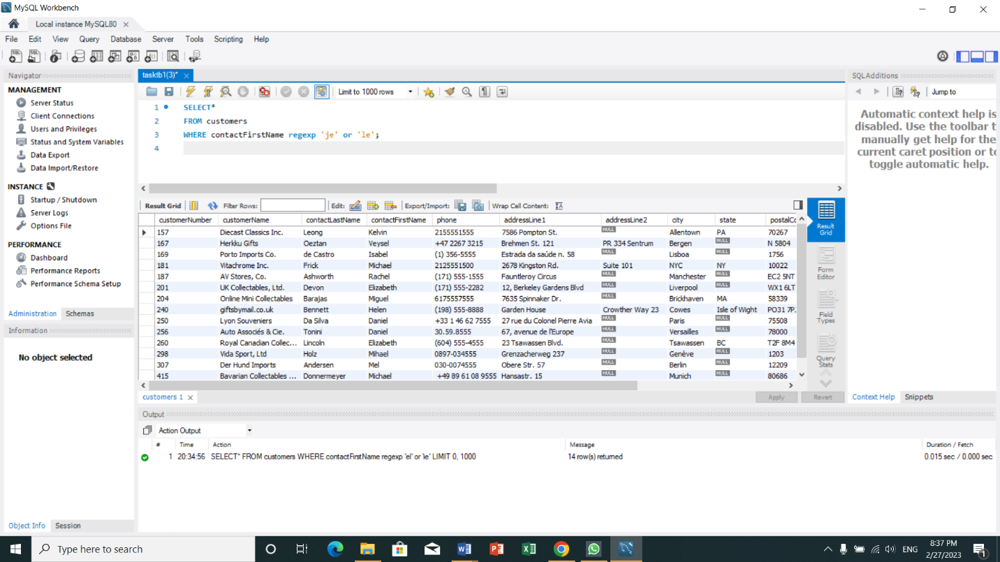 MySQL Workbench
Local instance MySQL80
File Edit View Query Database Server Tools Scripting Help
Navigator
MANAGEMENT
Server Status
Client Connections
Users and Privileges
Status and System Variables
Data Export
Data Import/Restore
INSTANCE
Startup / Shutdown
Server Logs
Options File
PERFORMANCE
Dashboard
Performance Reports
Performance Schema Setup
Administration Schemas
Information
No object selected
Object Info Session
tasktb1(3)*
Limit to 1000 rows
1 SELECT*
2 FROM customers
3 WHERE contactFirstName regexp 'je' or 'le';
4
Result Grid Filter Rows: Edit: Export/Import: Wrap Cell Content:
customerNumber customerName contactLastName contactFirstName phone addressLine1 addressLine2 city state postalCo
157 Diecast Classics Inc. Leong Kelvin 2155551555 7586 Pompton St. NULL Allentown PA 70267
167 Herkku Gifts Oeztan Veysel +47 2267 3215 Brehmen St. 121 PR 334 Sentrum Bergen NULL N 5804
169 Porto Imports Co. de Castro Isabel (1) 356-5555 Estrada da saúde n. 58 NULL Lisboa NULL 1756
181 Vitachrome Inc. Frick Michael 2125551500 2678 Kingston Rd. Suite 101 NYC NY 10022
187 AV Stores, Co. Ashworth Rachel (171) 555-1555 Fauntleroy Circus NULL Manchester NULL EC2 5NT
201 UK Collectables, Ltd. Devon Elizabeth (171) 555-2282 12, Berkeley Gardens Blvd NULL Liverpool NULL WX1 6LT
204 Online Mini Collectables Barajas Miguel 6175557555 7635 Spinnaker Dr. NULL Brickhaven MA 58339
240 giftsbymail.co.uk Bennett Helen (198) 555-8888 Garden House Crowther Way 23 Cowes Isle of Wight PO31 7PJ
250 Lyon Souveniers Da Silva Daniel +33 1 46 62 7555 27 rue du Colonel Pierre Avia NULL Paris NULL 75508
256 Auto Associés & Cie. Tonini Daniel 30.59.8555 67, avenue de l'Europe NULL Versailles NULL 78000
260 Royal Canadian Collec... Lincoln Elizabeth (604) 555-4555 23 Tsawassen Blvd. NULL Tsawassen BC T2F 8M4
298 Vida Sport, Ltd Holz Mihael 0897-034555 Grenzacherweg 237 NULL Genève NULL 1203
307 Der Hund Imports Andersen Mel 030-0074555 Obere Str. 57 NULL Berlin NULL 12209
415 Bavarian Collectables ... Donnermeyer Michael +49 89 61 08 9555 Hansastr. 15 NULL Munich NULL 80686
Result
Grid
Form
Editor
Field
Types
Query
Stats
customers 1 Apply Revert
Output
Action Output
# Time Action Message Duration / Fetch
1 20:34:56 SELECT* FROM customers WHERE contactFirstName regexp 'el' or 'le' LIMIT 0, 1000 14 row(s) returned 0.015 sec / 0.000 sec
SQLAdditions
Jump to
Automatic context help is
disabled. Use the toolbar t
manually get help for the
current caret position or to
toggle automatic help.
Context Help Snippets
Type here to search
ENG
8:37 PM
2/27/2023
1